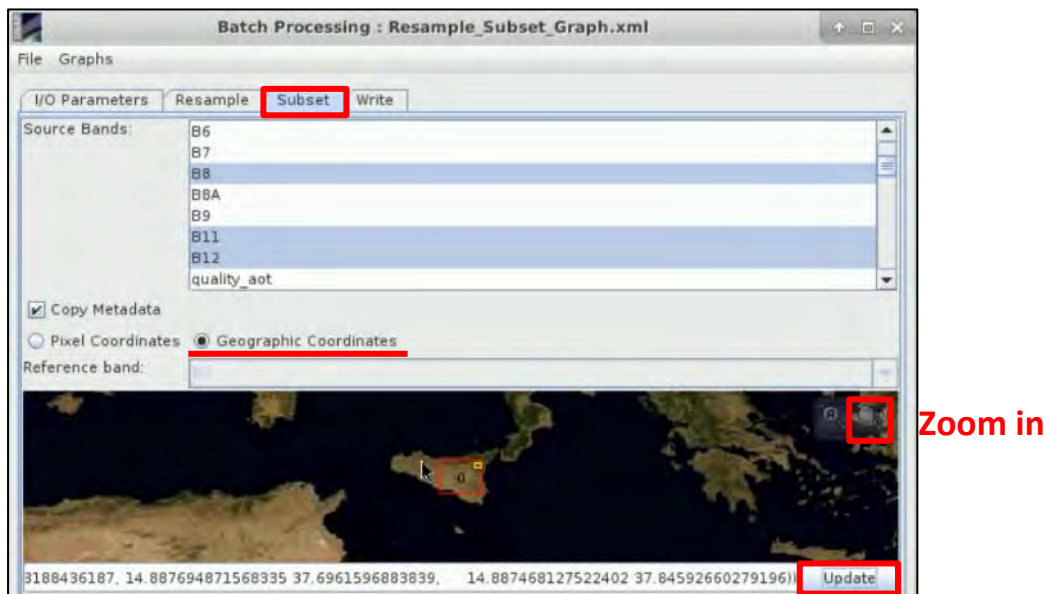 Batch Processing : Resample_Subset_Graph.xml
File Graphs
I/O Parameters Resample Subset Write
Source Bands:
B6
B7
B8
B8A
B9
B11
B12
quality_aot
Copy Metadata
Pixel Coordinates Geographic Coordinates
Reference band:
Zoom in
0
3188436187, 14.887694871568335 37.6961596883839, 14.887468127522402 37.84592660279196)) Update